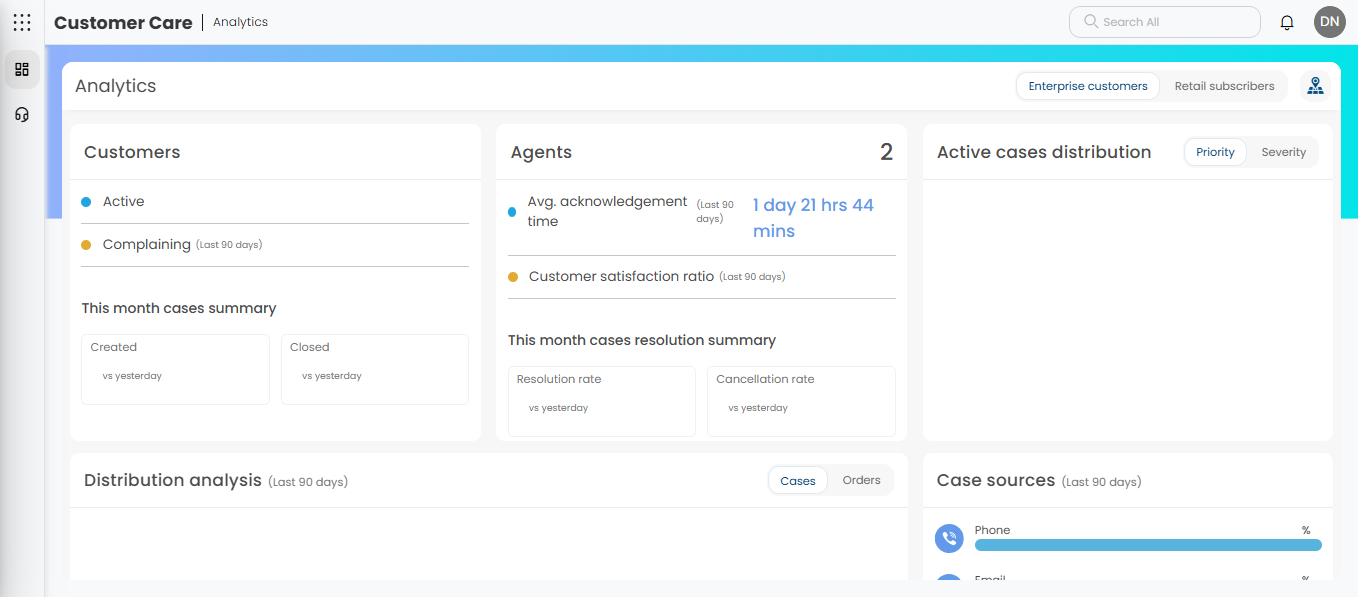 Customer Care
Analytics
Search All
DN
Analytics
Enterprise customers
Retail subscribers
Customers
Active
Complaining (Last 90 days)
This month cases summary
Created
vs yesterday
Closed
vs yesterday
Agents
2
Avg. acknowledgement
time
(Last 90
days)
1 day 21 hrs 44
mins
Customer satisfaction ratio (Last 90 days)
This month cases resolution summary
Resolution rate
vs yesterday
Cancellation rate
vs yesterday
Active cases distribution
Priority
Severity
Distribution analysis (Last 90 days)
Cases
Orders
Case sources (Last 90 days)
Phone
%
Email
%